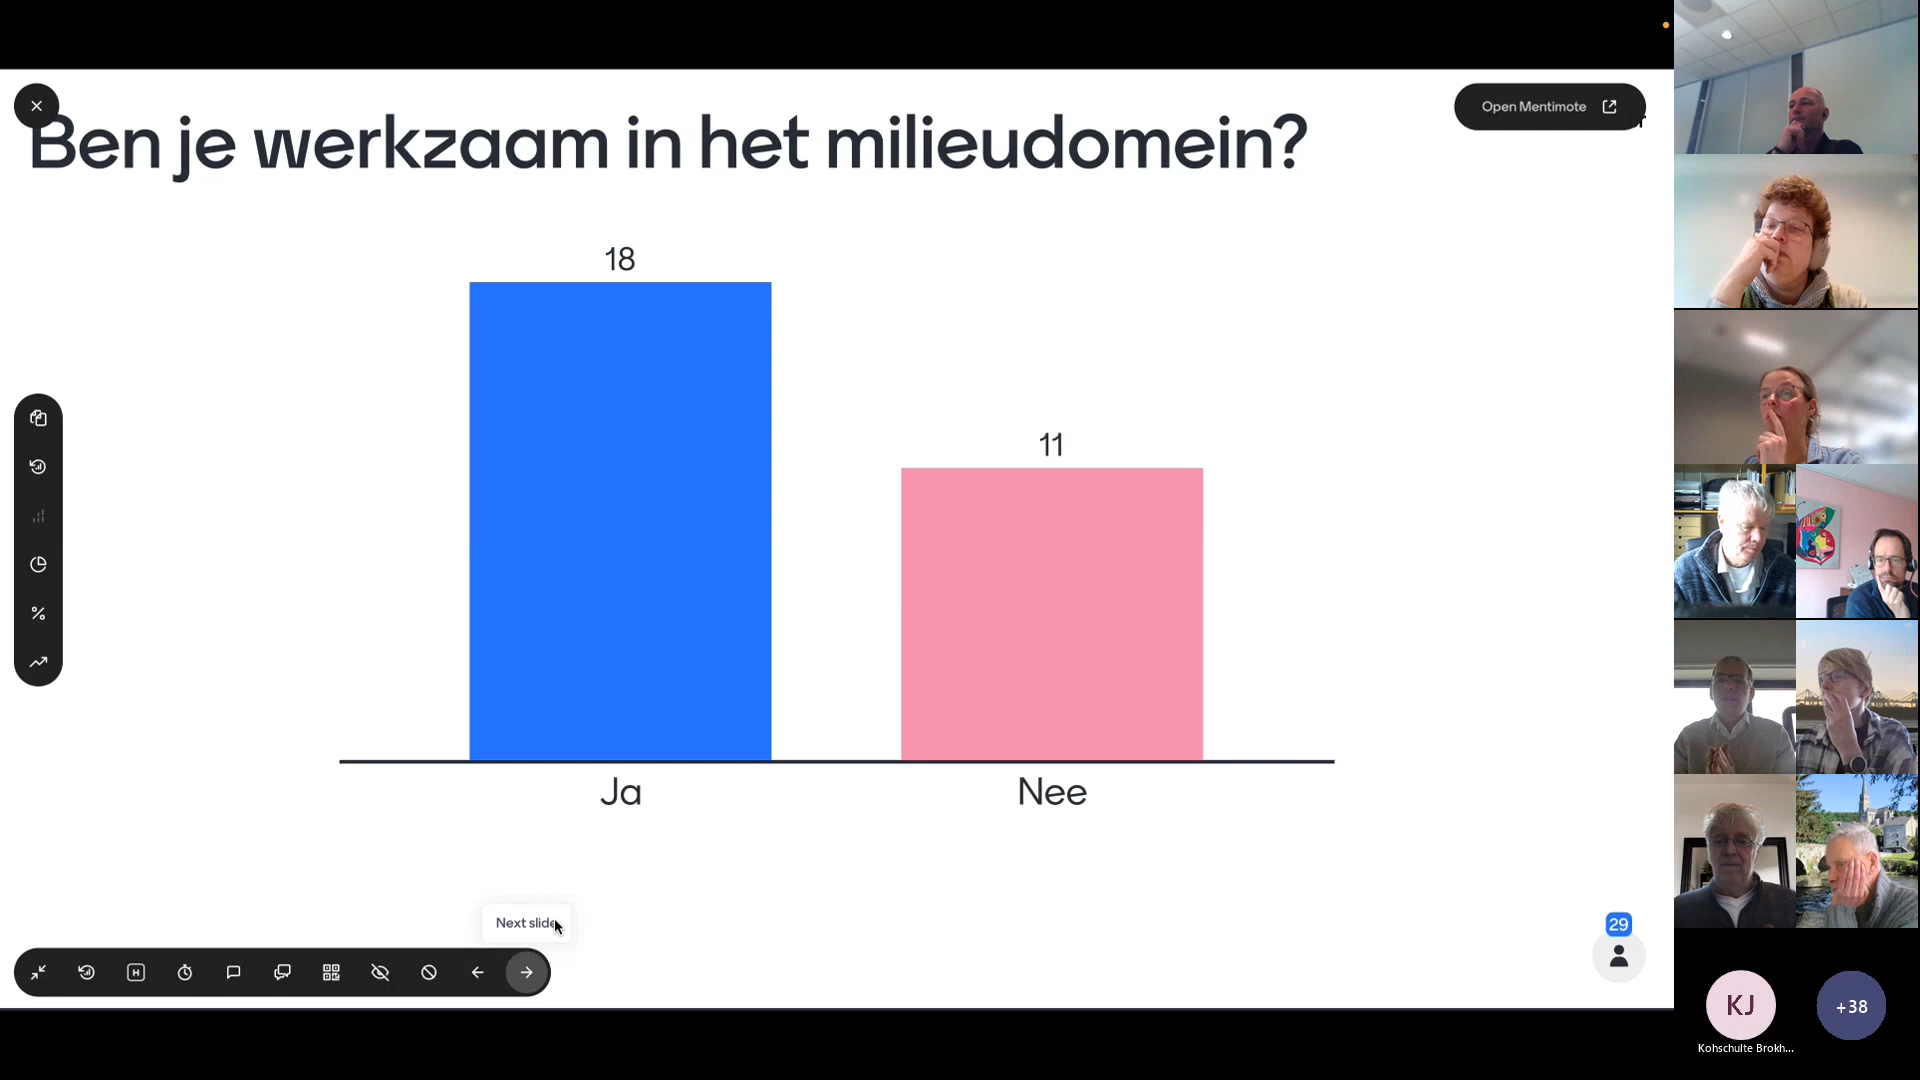 Ben je werkzaam in het milieudomein?
Open Mentimote
18
11
Ja
Nee
Next slide
29
KJ
+38
Kohschulte Brokh...